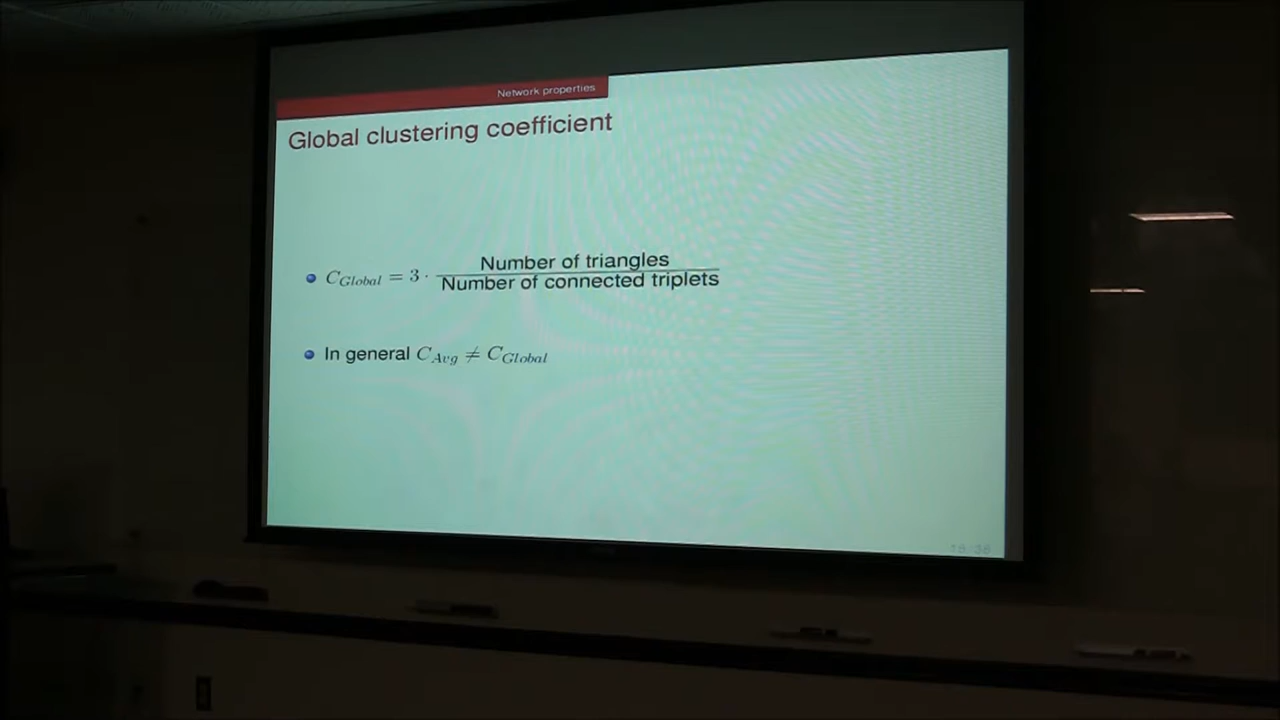 Network properties
Global clustering coefficient
C_Global = 3 · Number of triangles / Number of connected triplets
In general C_Avg ≠ C_Global